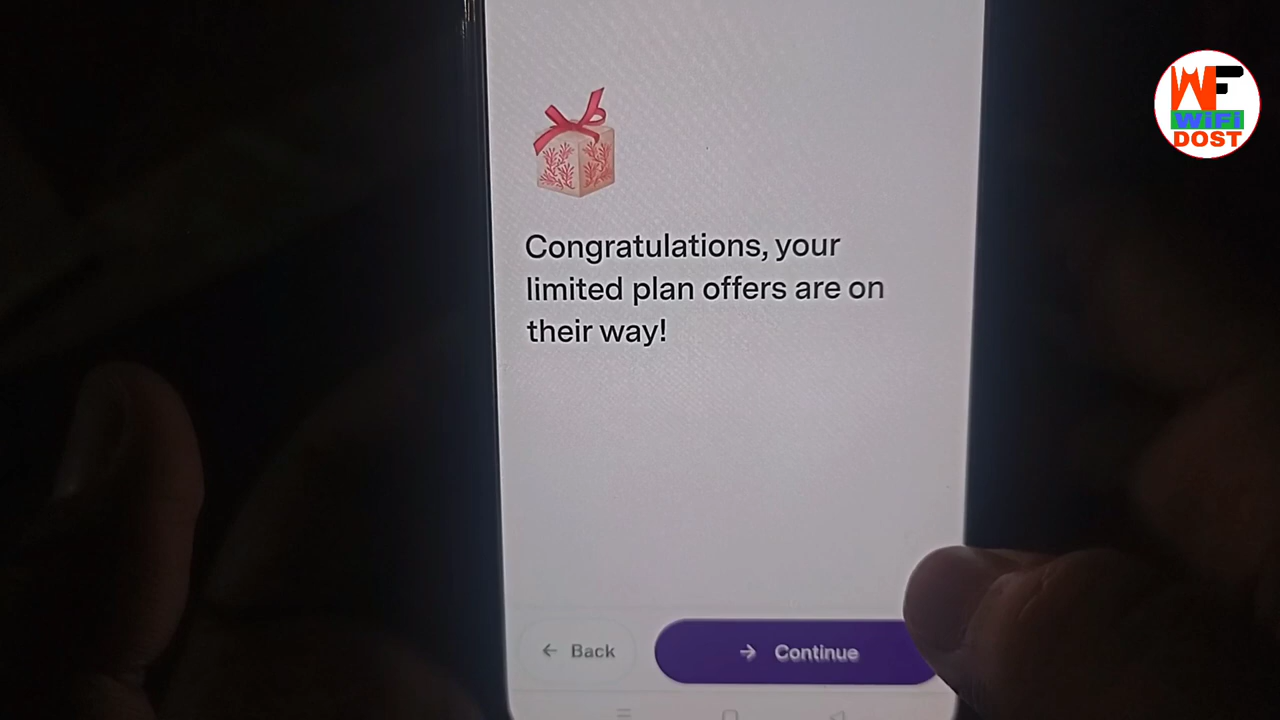 WF
WiFi
DOST
Congratulations, your
limited plan offers are on
their way!
← Back
→ Continue